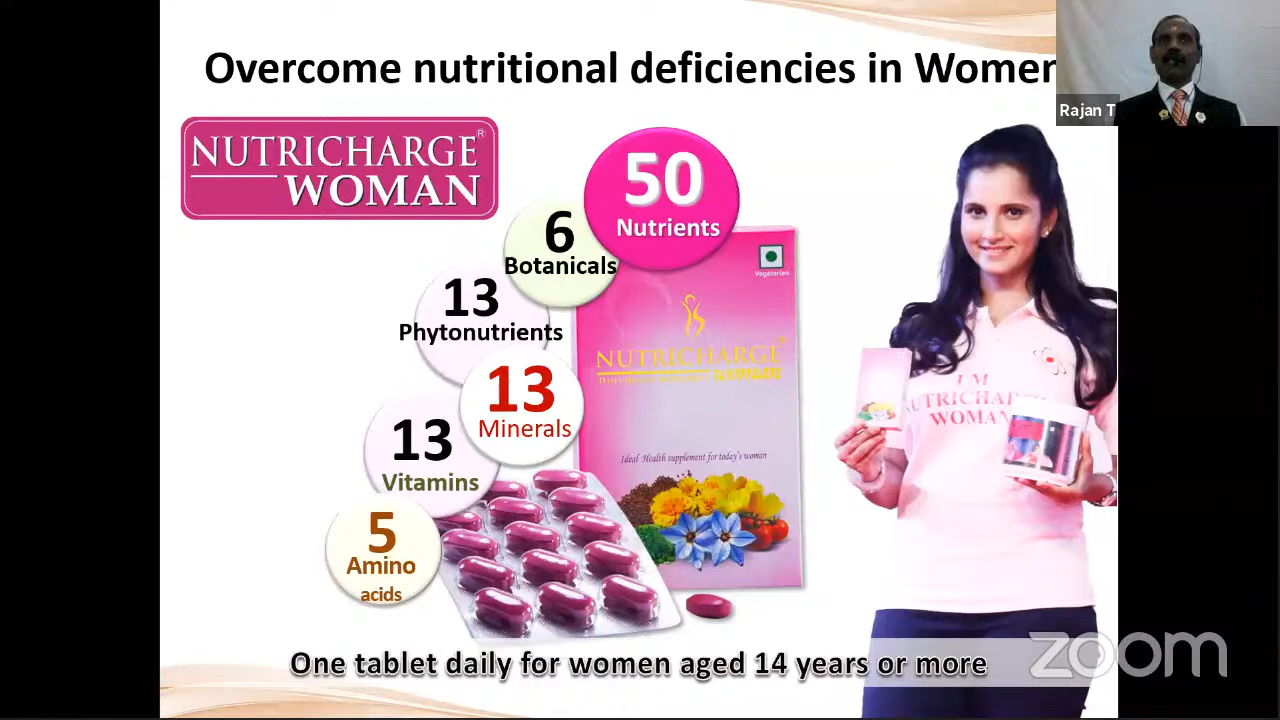 Overcome nutritional deficiencies in Women
Rajan T
NUTRICHARGE®
WOMAN
50
Nutrients
6
Botanicals
13
Phytonutrients
13
Minerals
13
Vitamins
5
Amino
acids
Vegetarian
NUTRICHARGE
woman
Ideal Health supplement for today's woman
I'M
NUTRICHARGE
WOMAN
One tablet daily for women aged 14 years or more
zoom